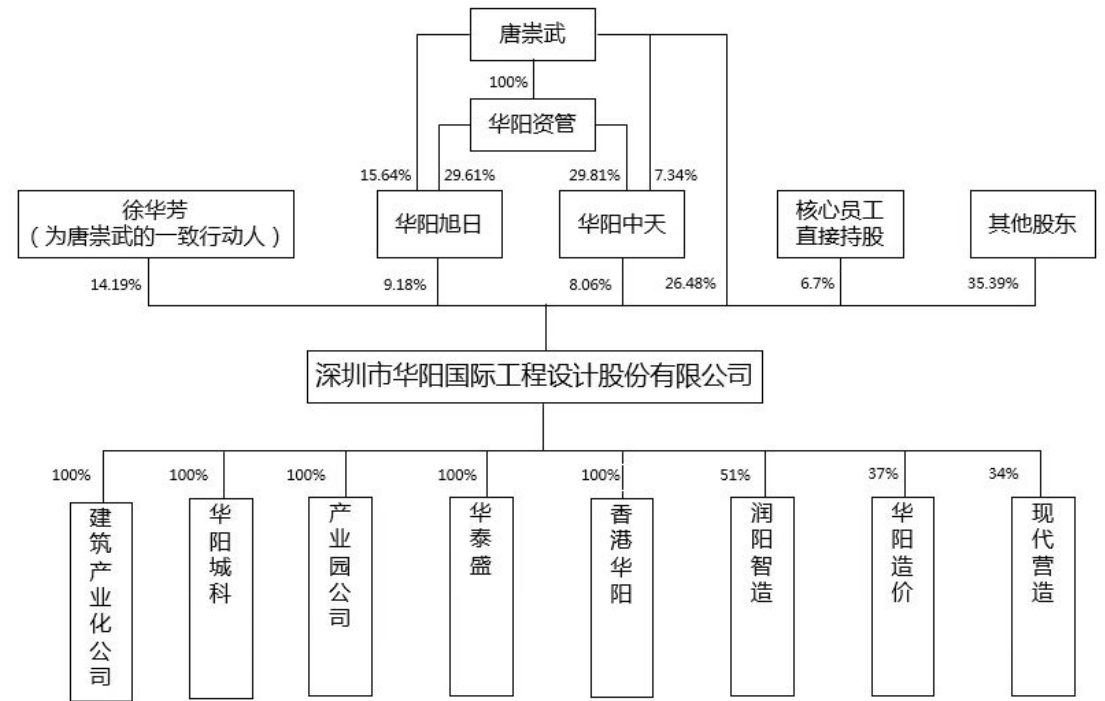 唐崇武
100%
华阳资管
15.64%
29.61%
29.81%
7.34%
徐华芳
（为唐崇武的一致行动人）
华阳旭日
华阳中天
核心员工
直接持股
其他股东
14.19%
9.18%
8.06%
26.48%
6.7%
35.39%
深圳市华阳国际工程设计股份有限公司
100%
100%
100%
100%
100%
51%
37%
34%
建筑产业化公司
华阳城科
产业园公司
华泰盛
香港华阳
润阳智造
华阳造价
现代营造